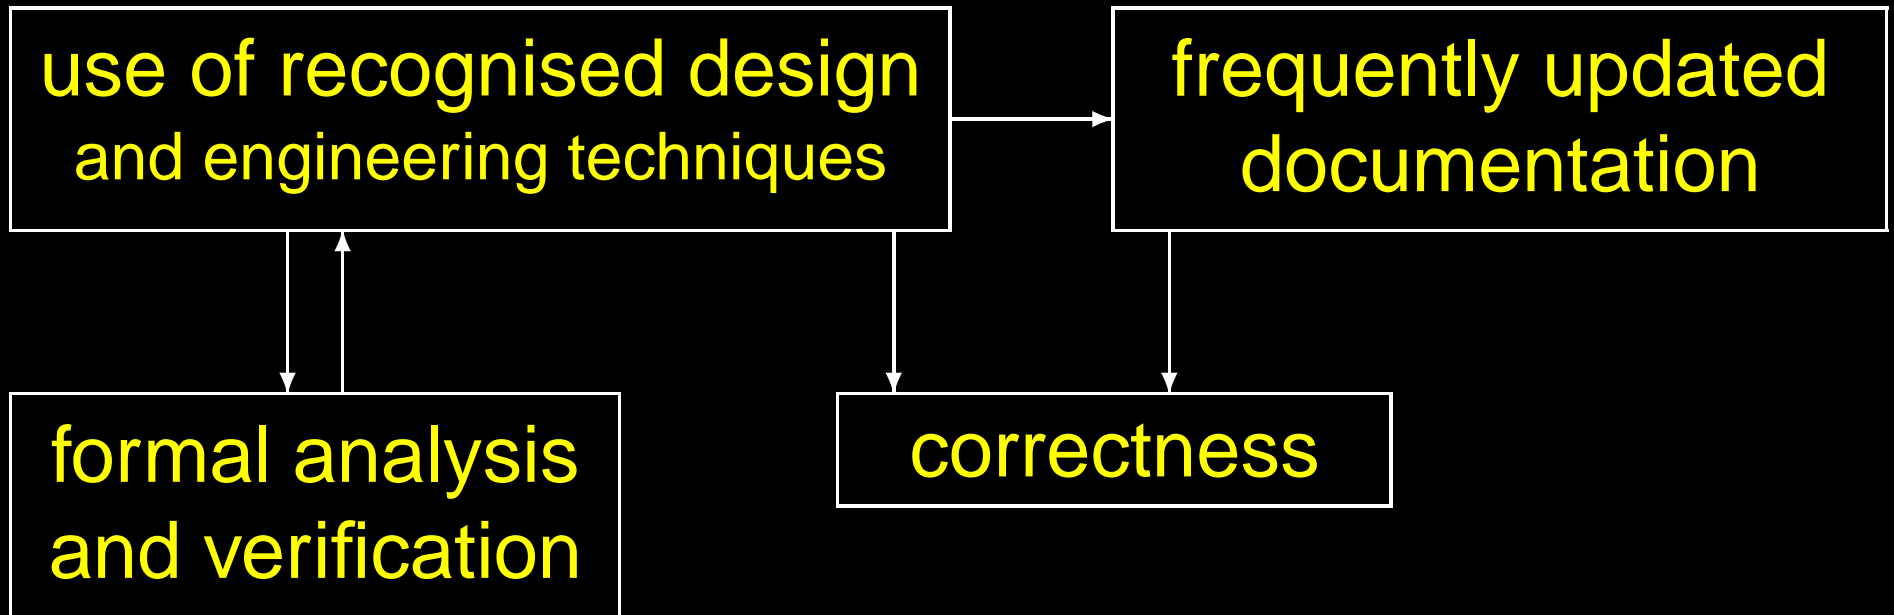 use of recognised design
and engineering techniques
frequently updated
documentation
formal analysis
and verification
correctness